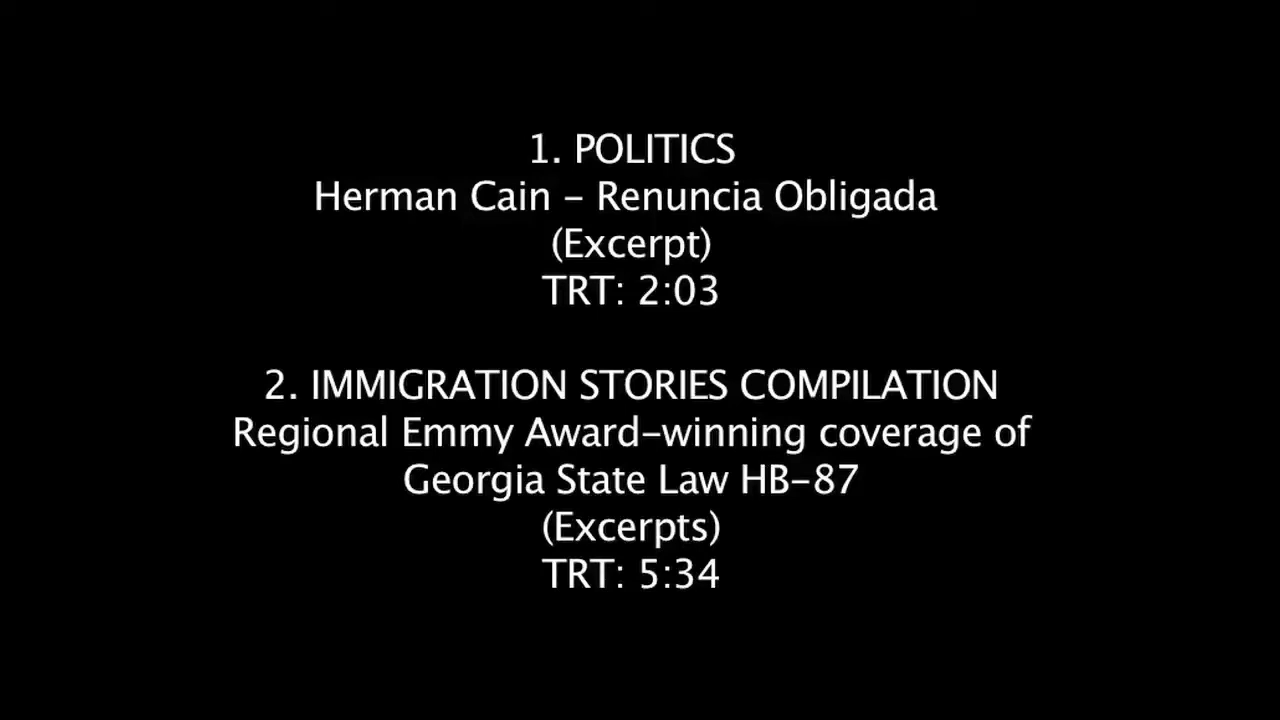 1. POLITICS
Herman Cain - Renuncia Obligada
(Excerpt)
TRT: 2:03
2. IMMIGRATION STORIES COMPILATION
Regional Emmy Award-winning coverage of
Georgia State Law HB-87
(Excerpts)
TRT: 5:34